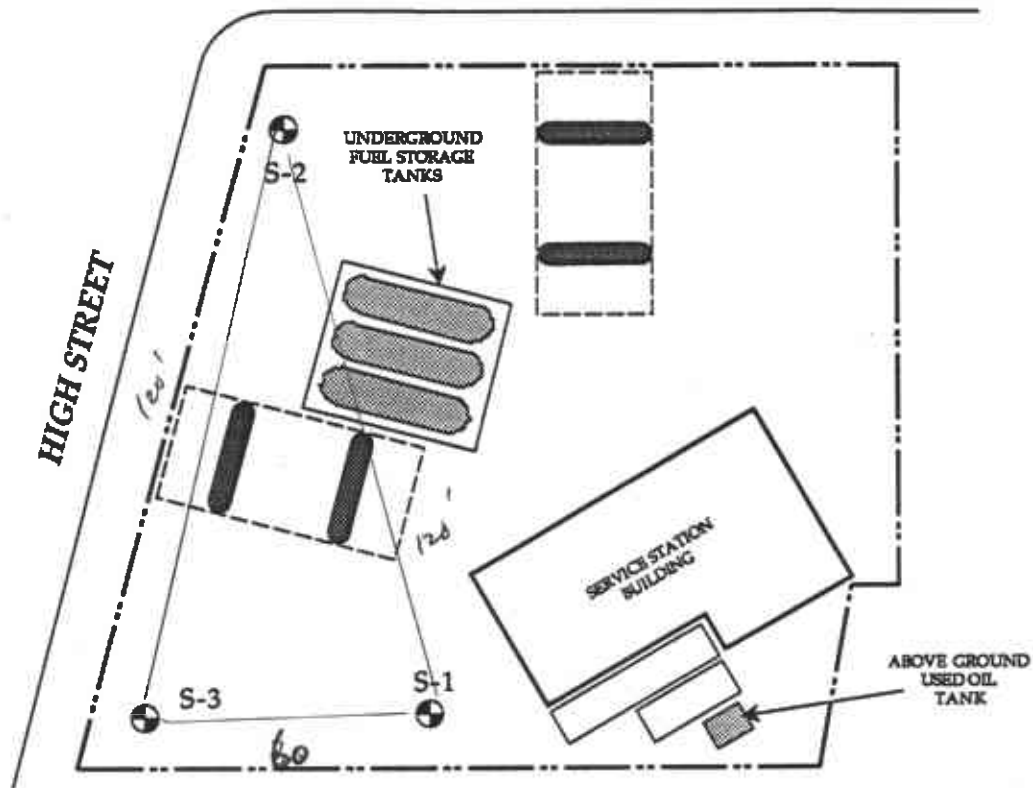 UNDERGROUND
FUEL STORAGE
TANKS
S-2
HIGH STREET
120'
120'
SERVICE STATION
BUILDING
S-3
S-1
60
ABOVE GROUND
USED OIL
TANK